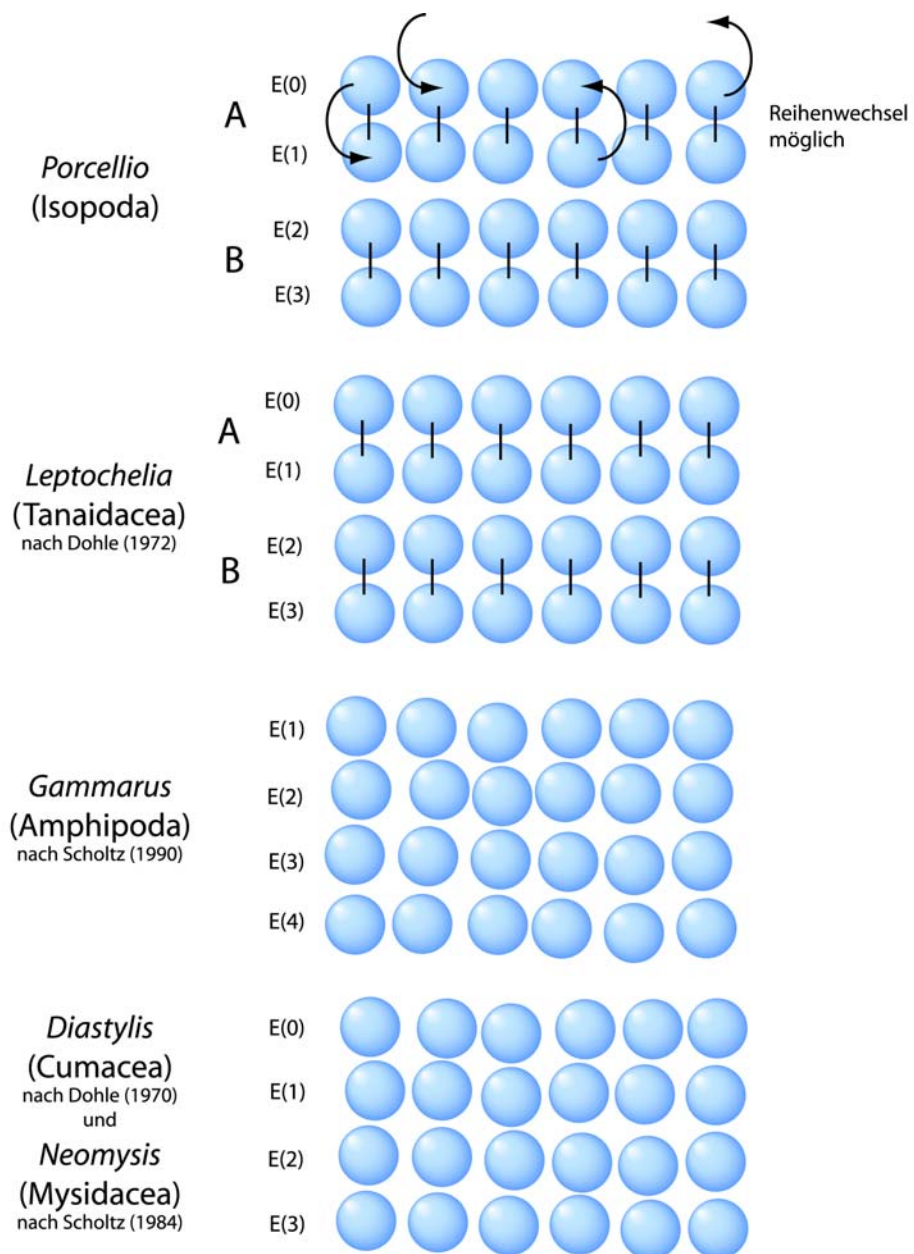 E(0)
A
E(1)
Reihenwechsel
möglich
Porcellio
(Isopoda)
E(2)
B
E(3)
E(0)
A
E(1)
Leptochelia
(Tanaidacea)
nach Dohle (1972)
E(2)
B
E(3)
E(1)
Gammarus
(Amphipoda)
nach Scholtz (1990)
E(2)
E(3)
E(4)
Diastylis
(Cumacea)
nach Dohle (1970)
und
Neomysis
(Mysidacea)
nach Scholtz (1984)
E(0)
E(1)
E(2)
E(3)